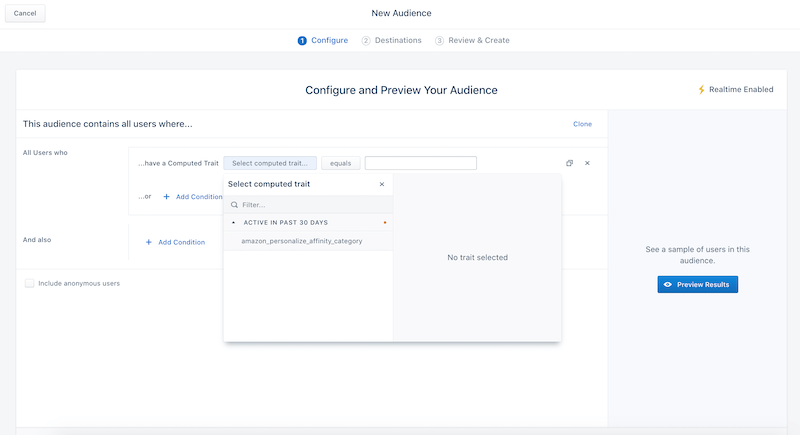 Cancel
New Audience
1 Configure 2 Destinations 3 Review & Create
Configure and Preview Your Audience
Realtime Enabled
This audience contains all users where...
Clone
All Users who
...have a Computed Trait Select computed trait... equals
...or + Add Condition
Select computed trait
Filter...
ACTIVE IN PAST 30 DAYS
amazon_personalize_affinity_category
No trait selected
And also
+ Add Condition
Include anonymous users
See a sample of users in this
audience.
Preview Results